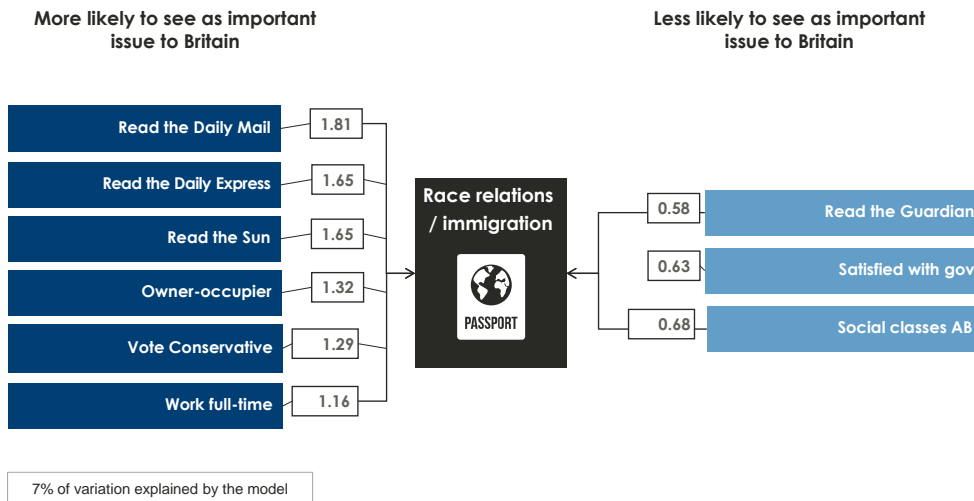 More likely to see as important
issue to Britain
Less likely to see as important
issue to Britain
Read the Daily Mail
1.81
Read the Daily Express
1.65
Read the Sun
1.65
Owner-occupier
1.32
Vote Conservative
1.29
Work full-time
1.16
Race relations
/ immigration
PASSPORT
0.58
Read the Guardian
0.63
Satisfied with gov
0.68
Social classes AB
7% of variation explained by the model